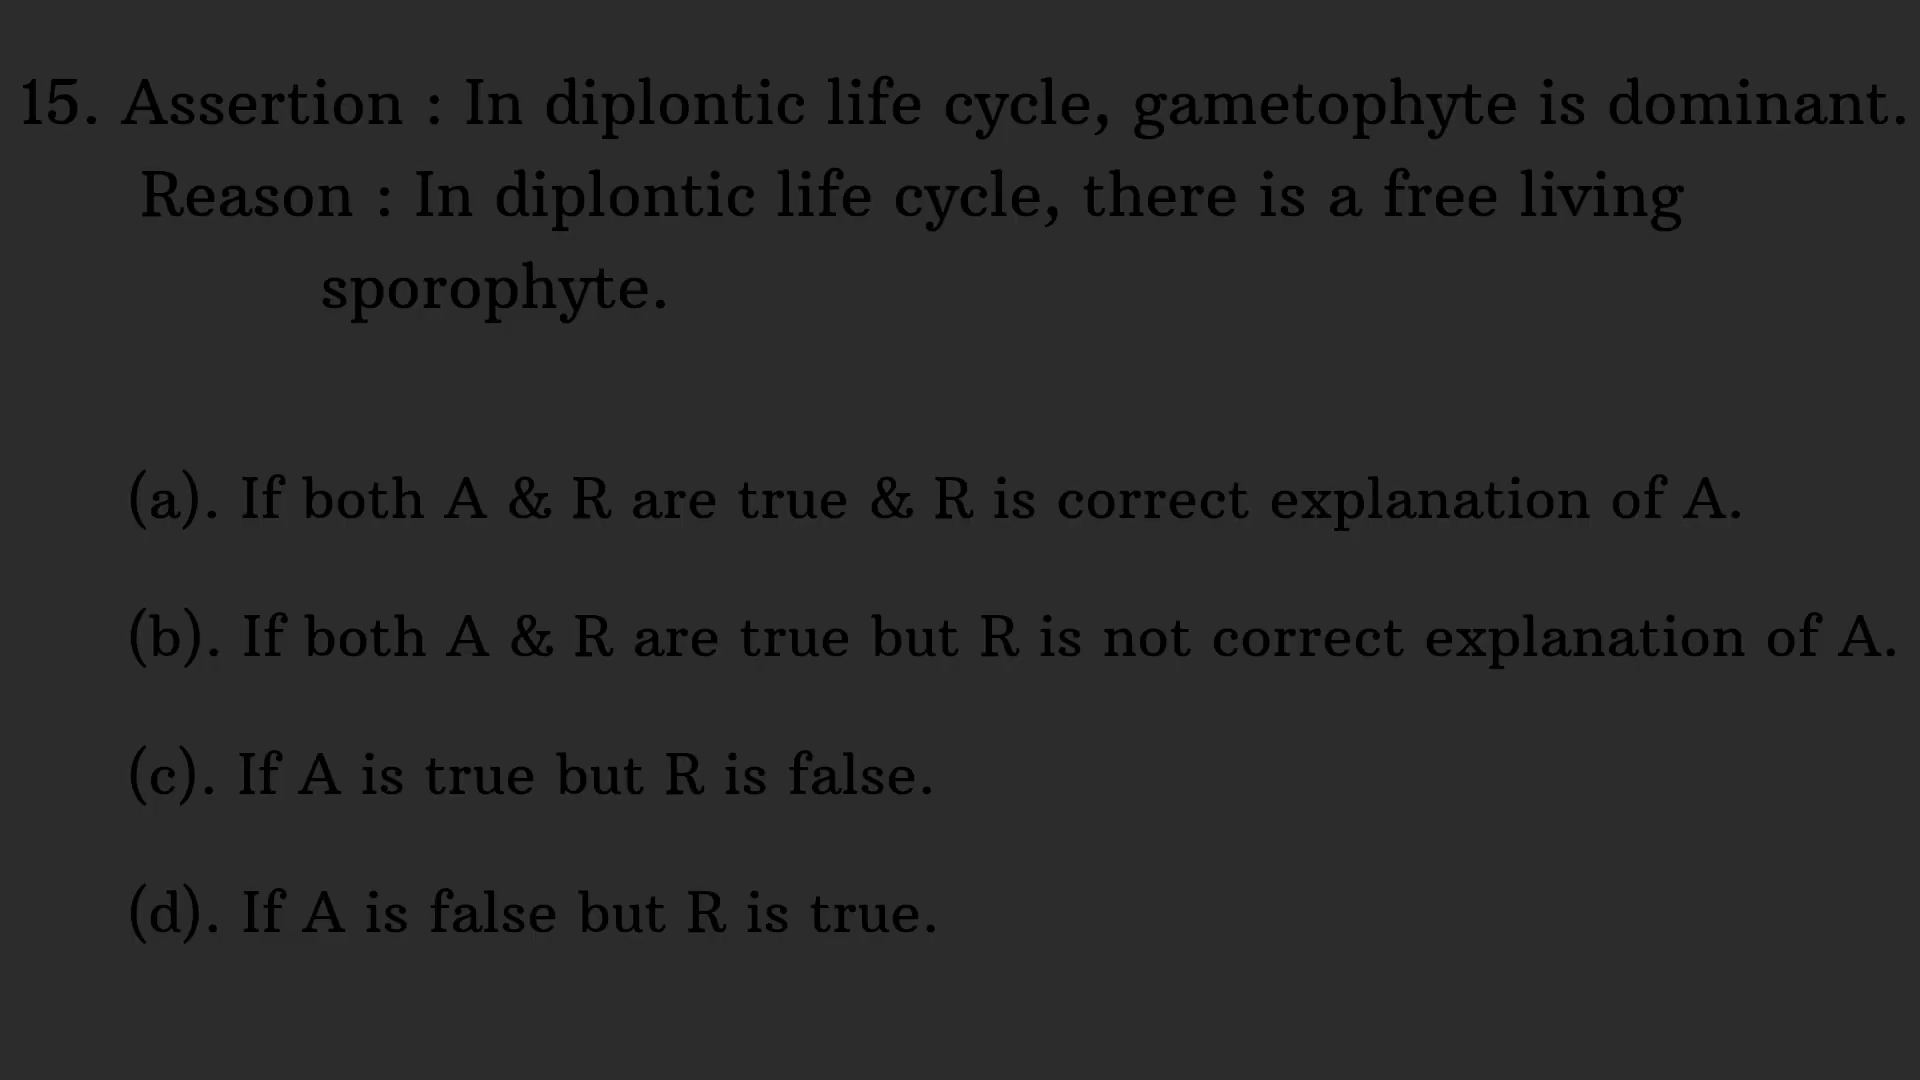 15. Assertion : In diplontic life cycle, gametophyte is dominant.
Reason : In diplontic life cycle, there is a free living
sporophyte.
(a). If both A & R are true & R is correct explanation of A.
(b). If both A & R are true but R is not correct explanation of A.
(c). If A is true but R is false.
(d). If A is false but R is true.